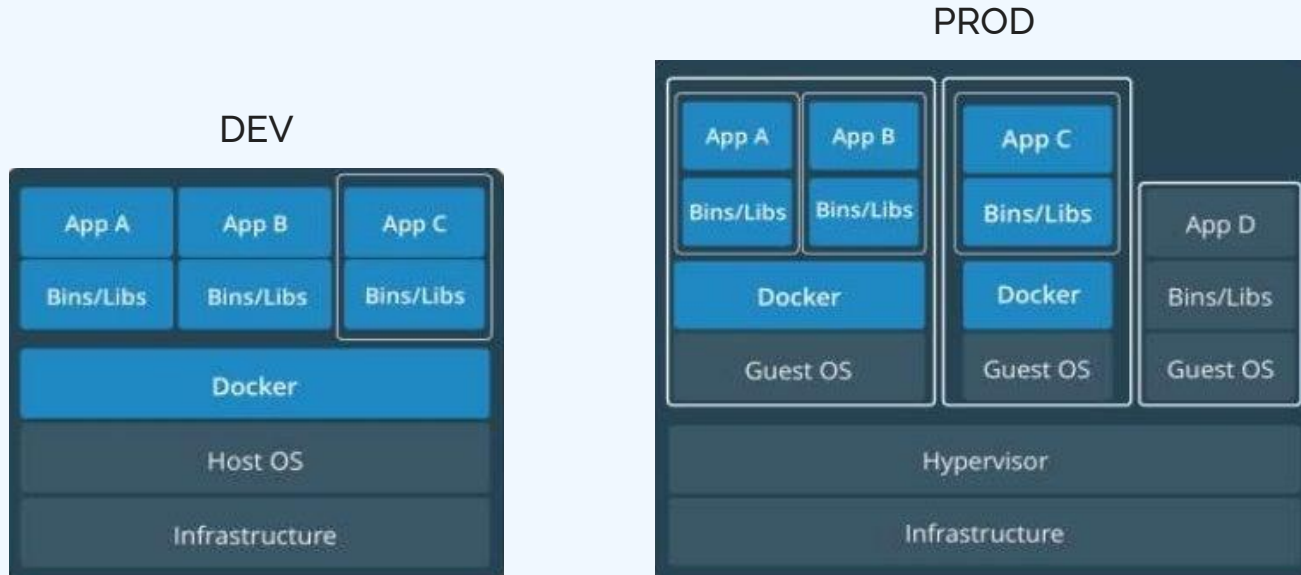 DEV
App A
App B
App C
Bins/Libs
Bins/Libs
Bins/Libs
Docker
Host OS
Infrastructure
PROD
App A
App B
App C
App D
Bins/Libs
Bins/Libs
Bins/Libs
Bins/Libs
Docker
Docker
Guest OS
Guest OS
Guest OS
Hypervisor
Infrastructure